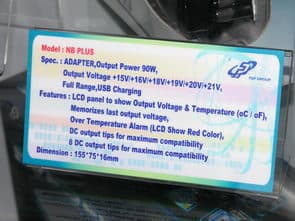 Model : NB PLUS
Spec. : ADAPTER,Output Power 90W,
Output Voltage +15V/+16V/+18V/+19V/+20V/+21V,
Full Range,USB Charging
Features : LCD panel to show Output Voltage & Temperature (oC / oF),
Memorizes last output voltage,
Over Temperature Alarm (LCD Show Red Color),
DC output tips for maximum compatibility
8 DC output tips for maximum compatibility
Dimension : 155*75*16mm
FSP
FSP GROUP